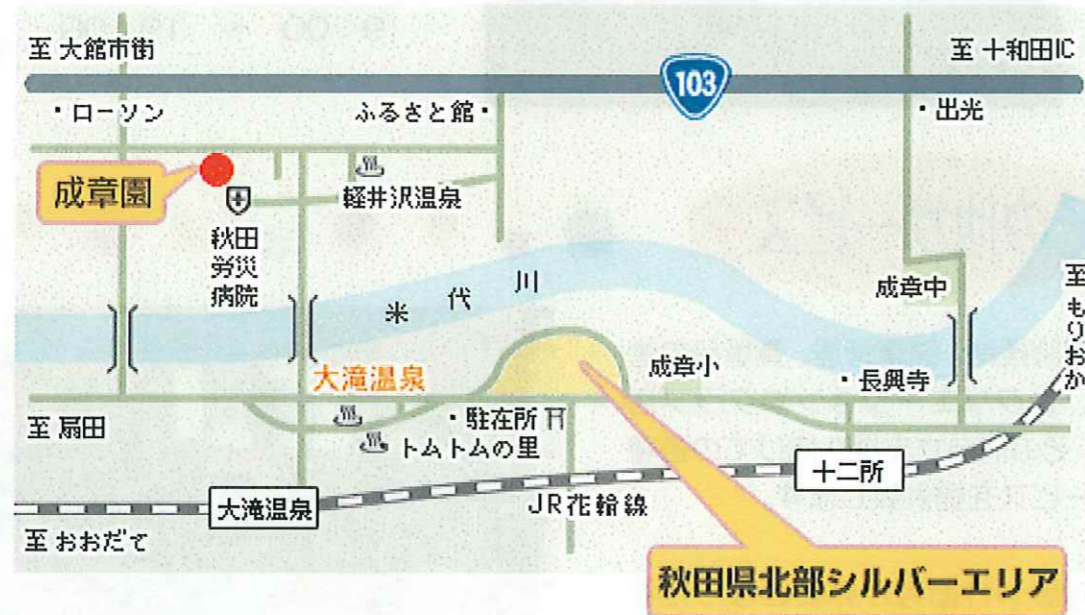 至 大館市街
至 十和田IC
103
・ローソン
ふるさと館・
・出光
成章園
軽井沢温泉
秋田
労災
病院
米代川
成章中
至もりおか
大滝温泉
成章小
・長興寺
至 扇田
・駐在所
トムトムの里
十二所
大滝温泉
JR花輪線
至 おおだて
秋田県北部シルバーエリア